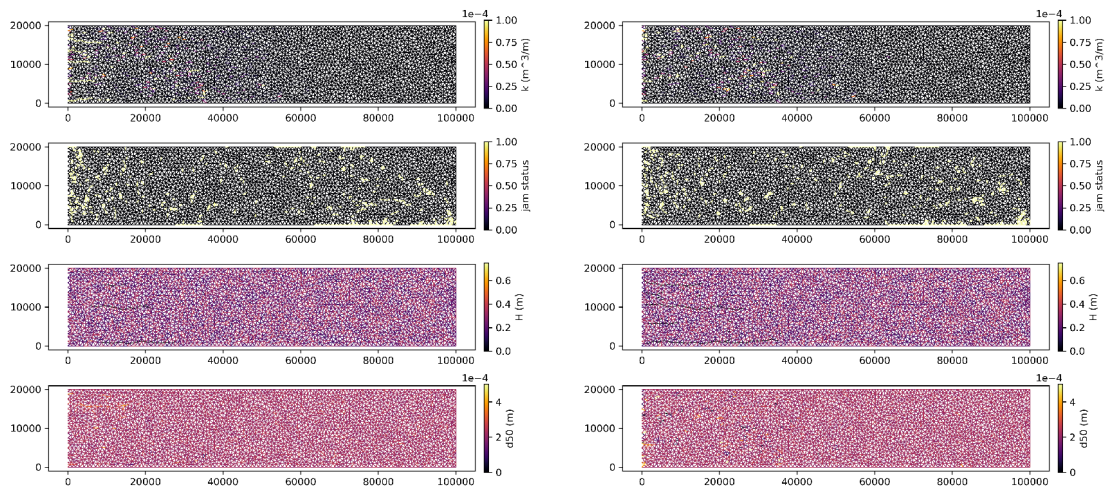 1e−4 1e−4
20000 1.00 20000 1.00
0.75 0.75
10000 0.50 k (m^3/m) 10000 0.50 k (m^3/m)
0.25 0.25
0 0.00 0 0.00
0 20000 40000 60000 80000 100000 0 20000 40000 60000 80000 100000
20000 1.00 20000 1.00
0.75 0.75
10000 0.50 jam status 10000 0.50 jam status
0.25 0.25
0 0.00 0 0.00
0 20000 40000 60000 80000 100000 0 20000 40000 60000 80000 100000
20000 0.6 20000 0.6
10000 0.4 H (m) 10000 0.4 H (m)
0.2 0.2
0 0.0 0 0.0
0 20000 40000 60000 80000 100000 0 20000 40000 60000 80000 100000
1e−4 1e−4
20000 4 20000 4
10000 2 d50 (m) 10000 2 d50 (m)
0 0 0 0
0 20000 40000 60000 80000 100000 0 20000 40000 60000 80000 100000